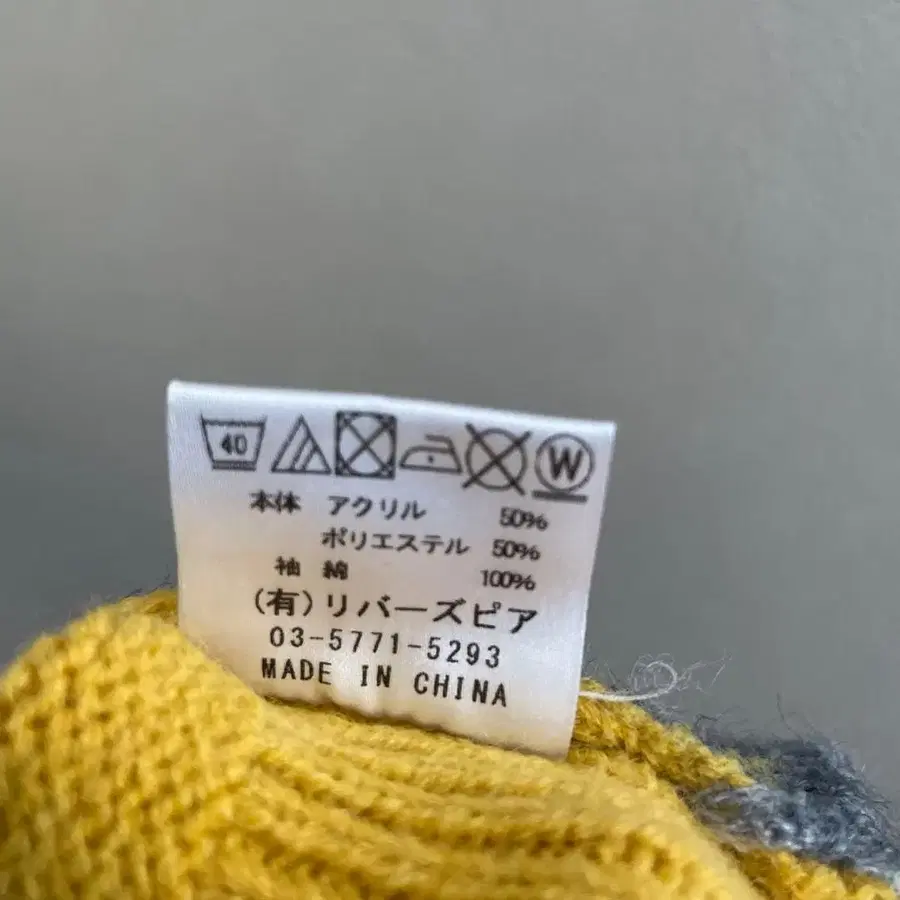 40 W
本体 アクリル 50%
ポリエステル 50%
袖 綿 100%
(有)リバーズピア
03-5771-5293
MADE IN CHINA